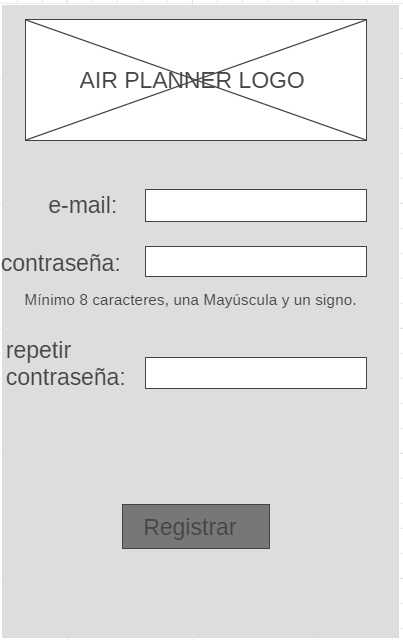 AIR PLANNER LOGO
e-mail:
contraseña:
Mínimo 8 caracteres, una Mayúscula y un signo.
repetir
contraseña:
Registrar